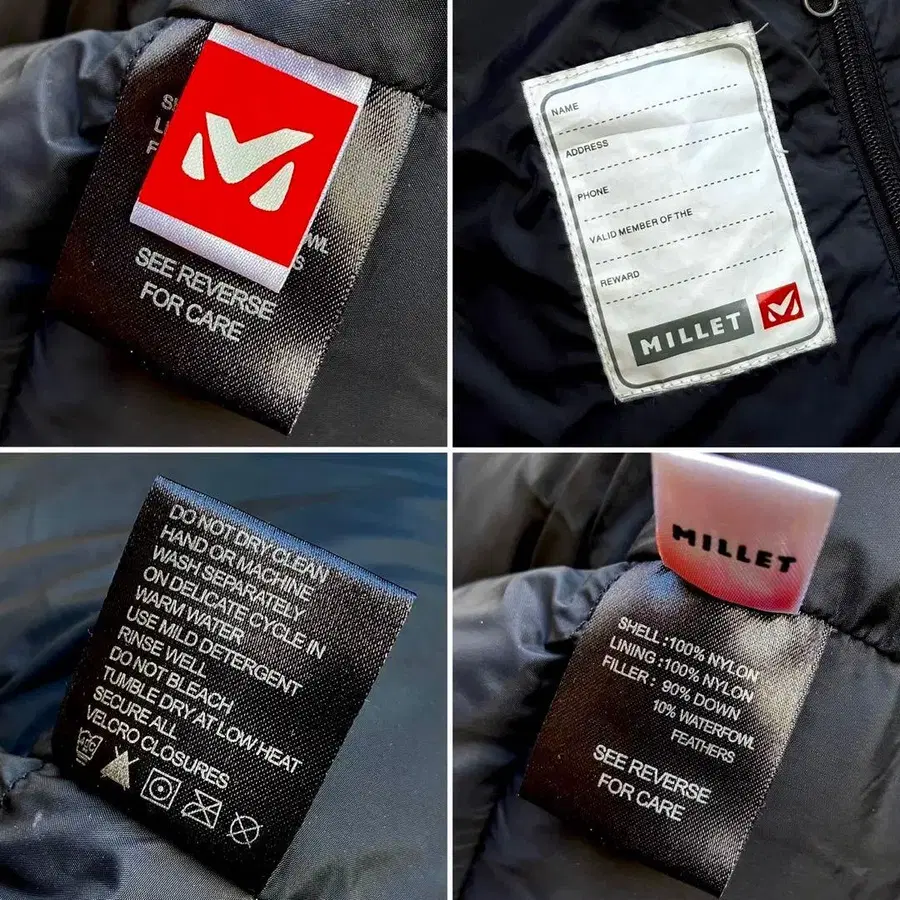 SEE REVERSE
FOR CARE
NAME
ADDRESS
PHONE
VALID MEMBER OF THE
REWARD
MILLET
DO NOT DRY CLEAN
HAND OR MACHINE
WASH SEPARATELY
ON DELICATE CYCLE IN
WARM WATER
USE MILD DETERGENT
RINSE WELL
DO NOT BLEACH,
TUMBLE DRY AT LOW HEAT
SECURE ALL
VELCRO CLOSURES
MILLET
SHELL :100% NYLON
LINING :100% NYLON
FILLER : 90% DOWN
10% WATERFOWL
FEATHERS
SEE REVERSE
FOR CARE